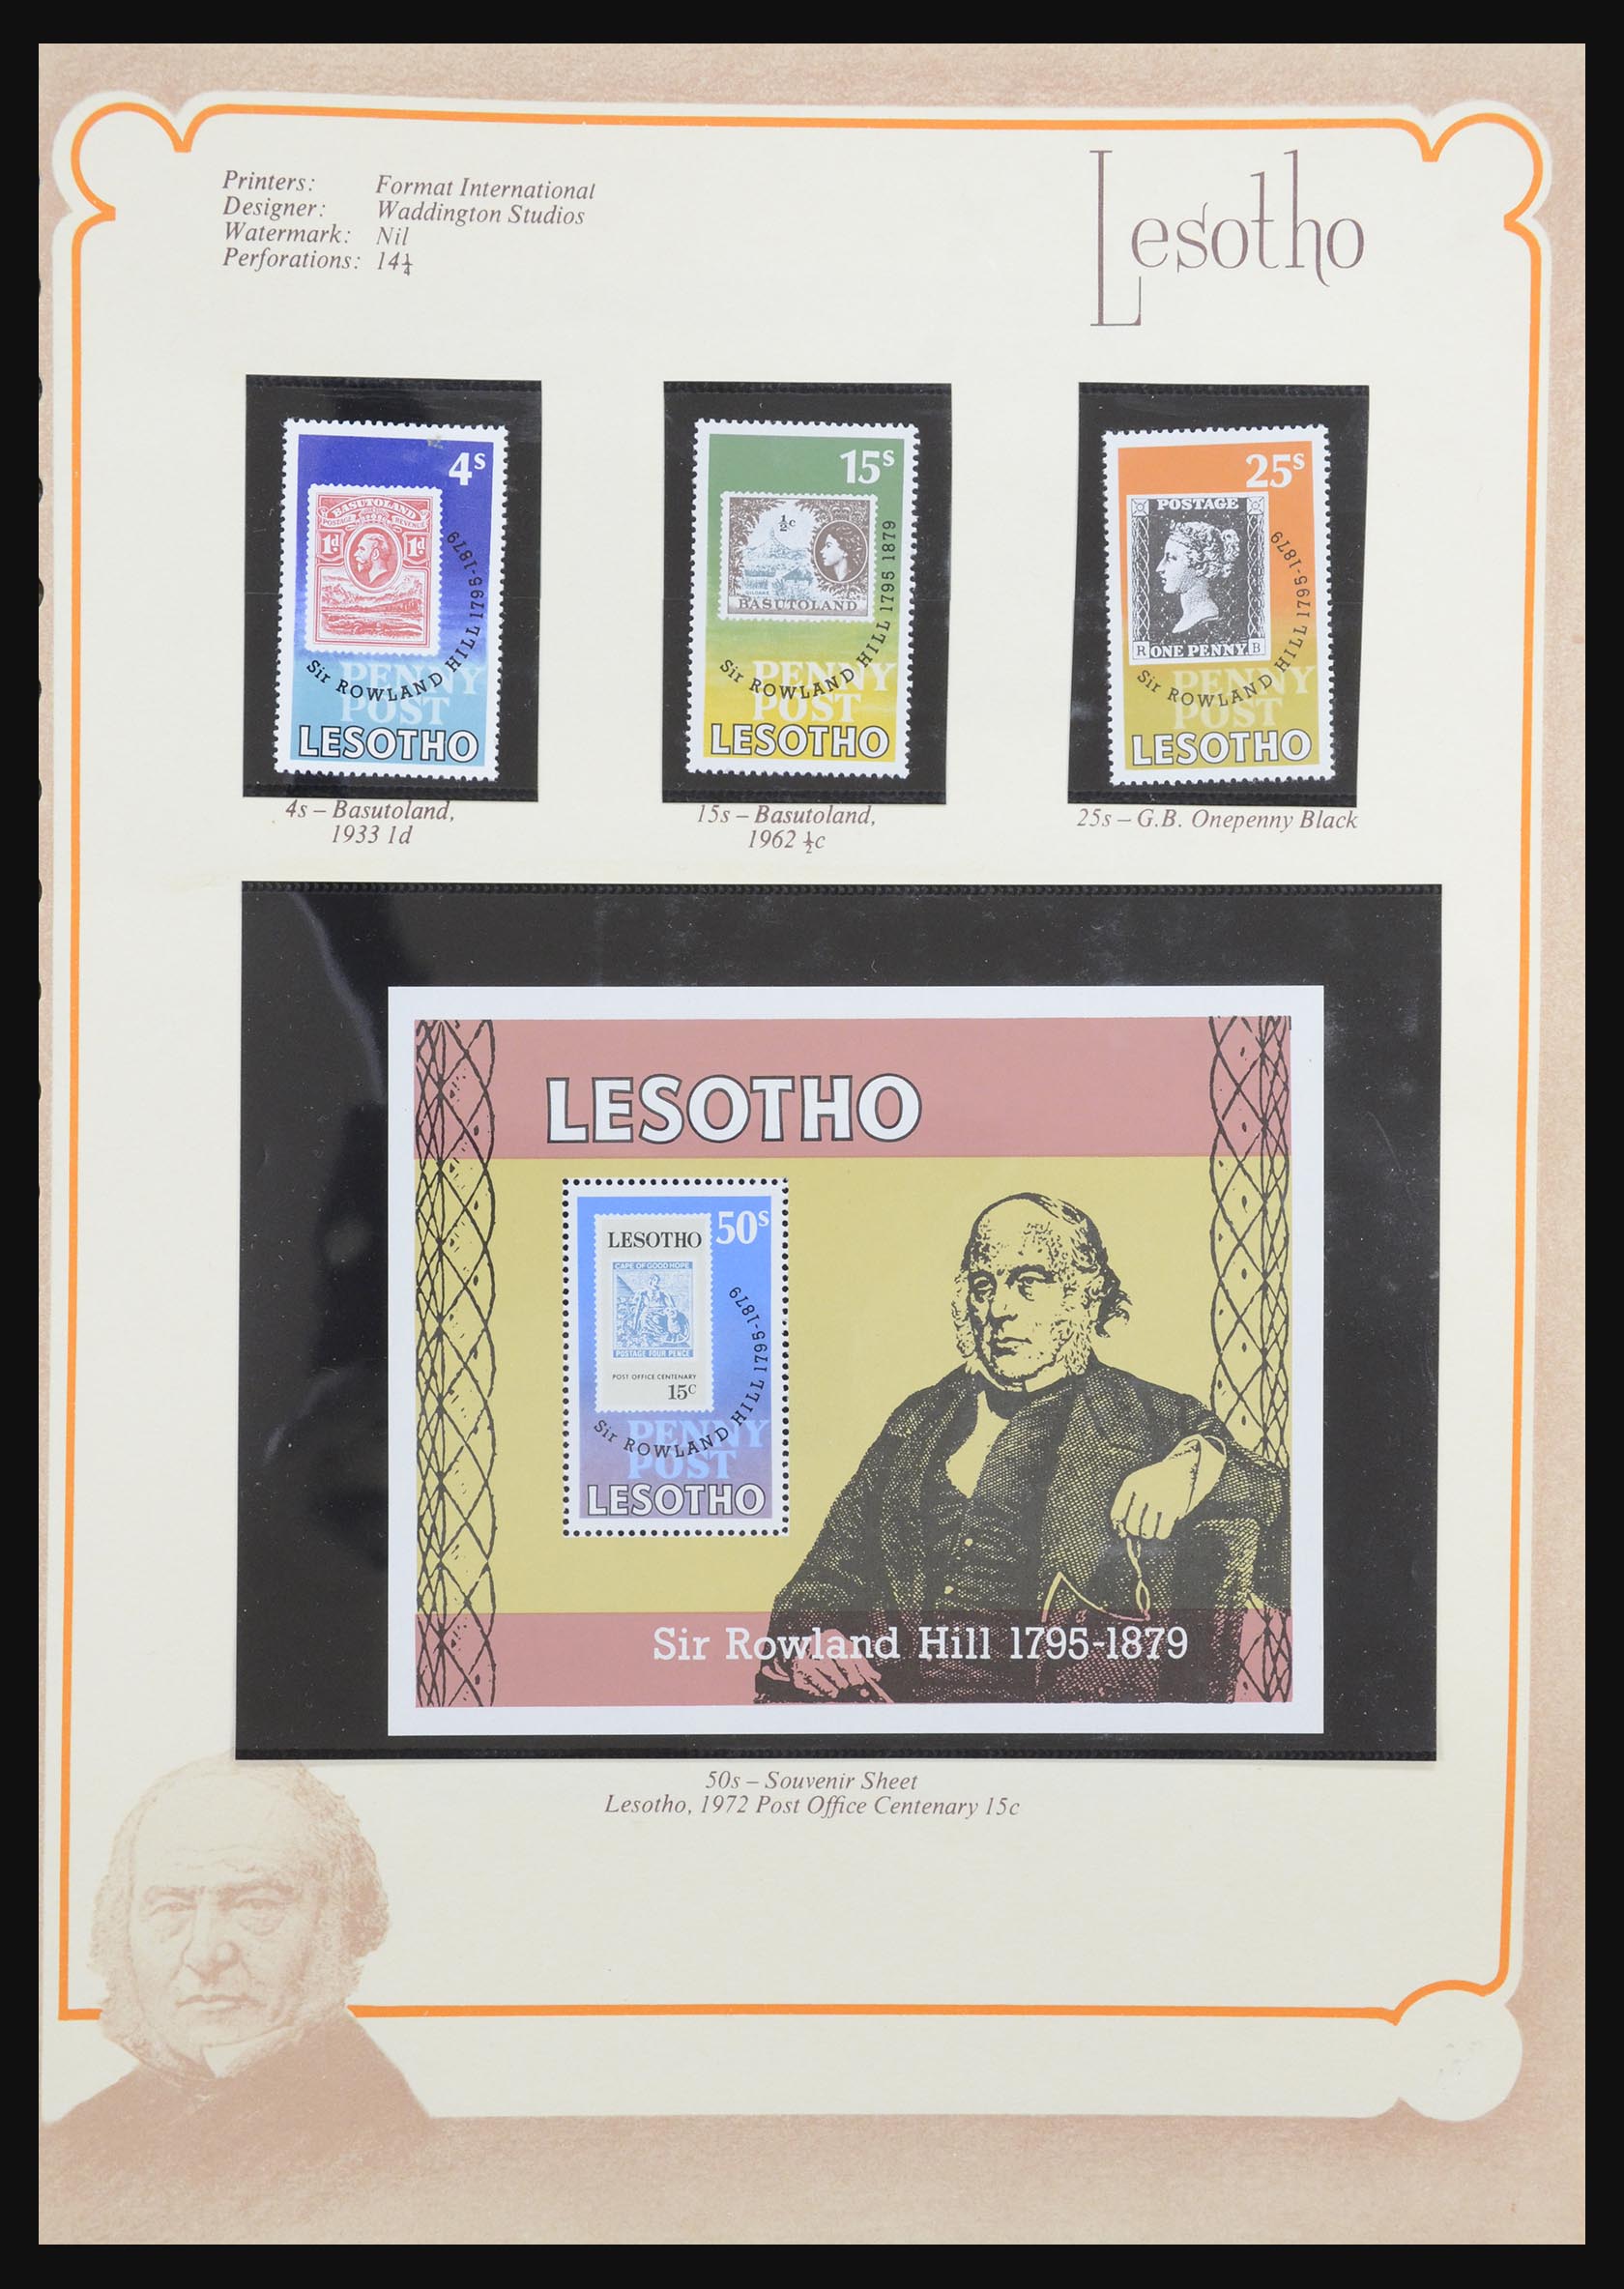 Printers: Format International
Designer: Waddington Studios
Watermark: Nil
Perforations: 14¼
Lesotho
4s
BASUTOLAND
POSTAGE REVENUE
1d 1d
Sir ROWLAND HILL 1795-1879
PENNY
POST
LESOTHO
15s
½c
BASUTOLAND
Sir ROWLAND HILL 1795 1879
PENNY
POST
LESOTHO
25s
POSTAGE
R ONE PENNY. B
Sir ROWLAND HILL 1795-1879
PENNY
POST
LESOTHO
4s – Basutoland,
1933 1d
15s – Basutoland,
1962 ½c
25s – G.B. Onepenny Black
LESOTHO
50s
LESOTHO
CAPE OF GOOD HOPE
POSTAGE FOUR PENCE
POST OFFICE CENTENARY
15c
Sir ROWLAND HILL 1795-1879
PENNY
POST
LESOTHO
Sir Rowland Hill 1795-1879
50s – Souvenir Sheet
Lesotho, 1972 Post Office Centenary 15c